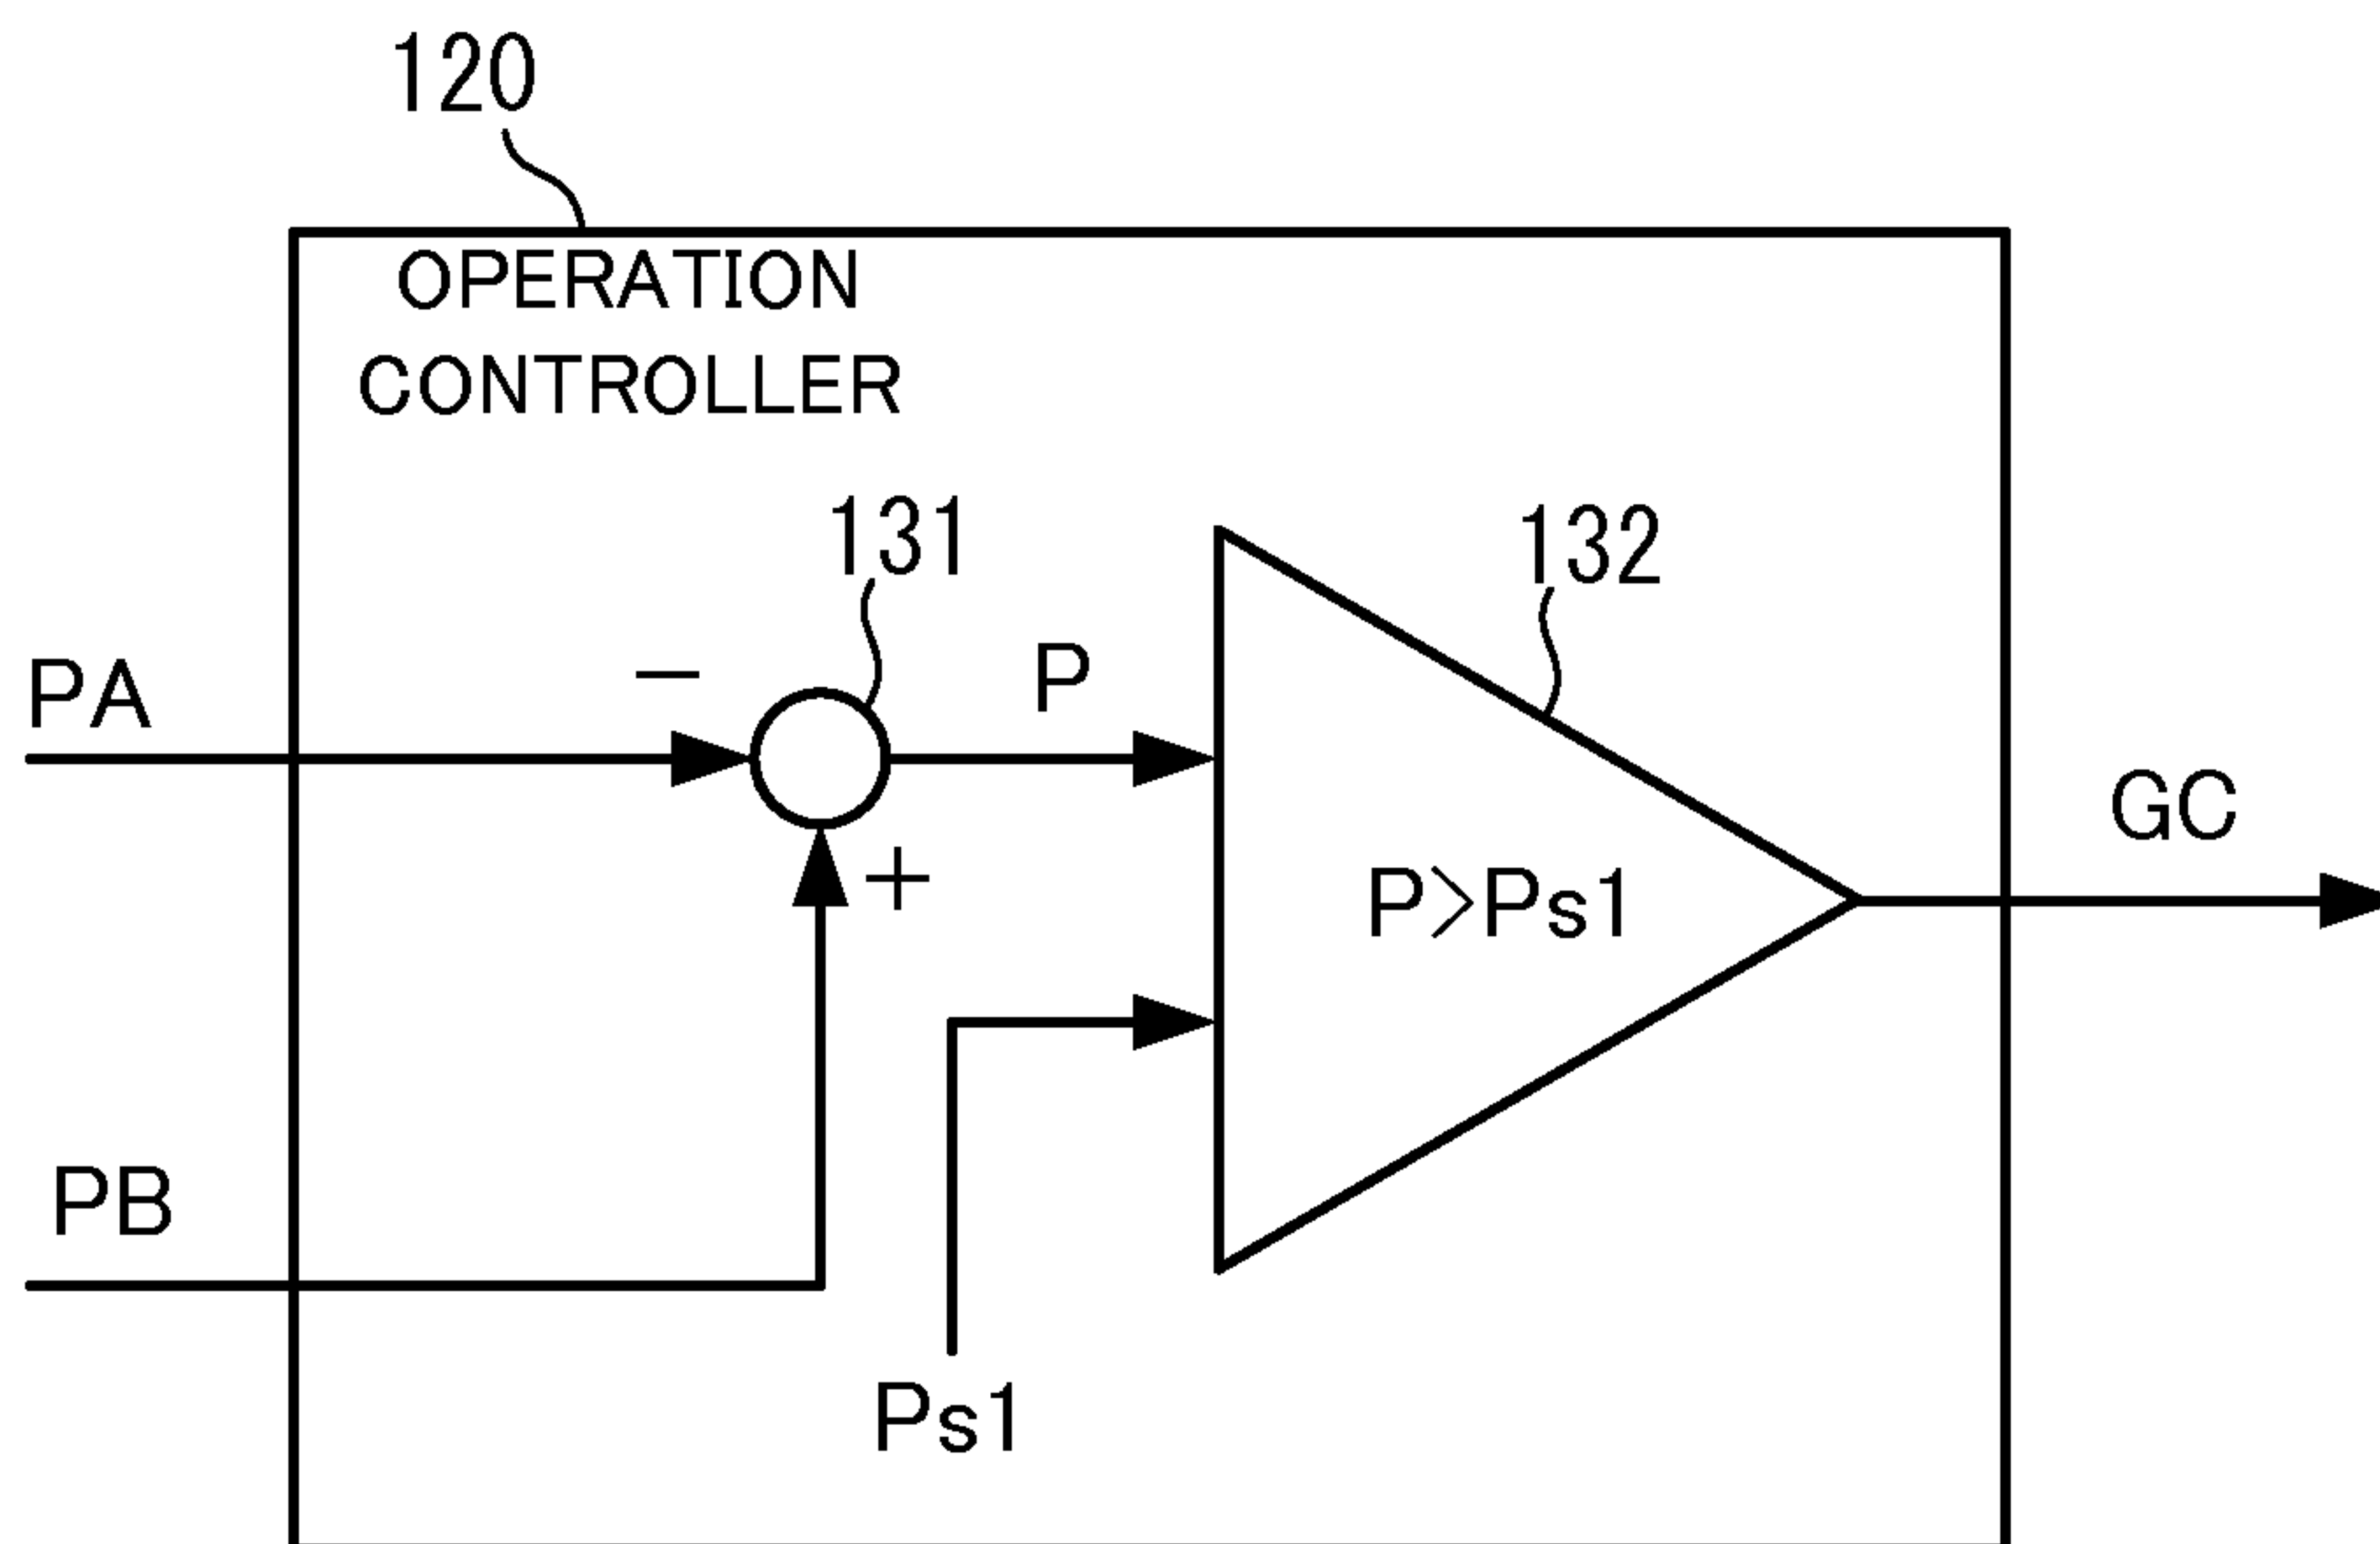 120
OPERATION
CONTROLLER
131
132
PA
−
P
GC
+
P>Ps1
PB
Ps1